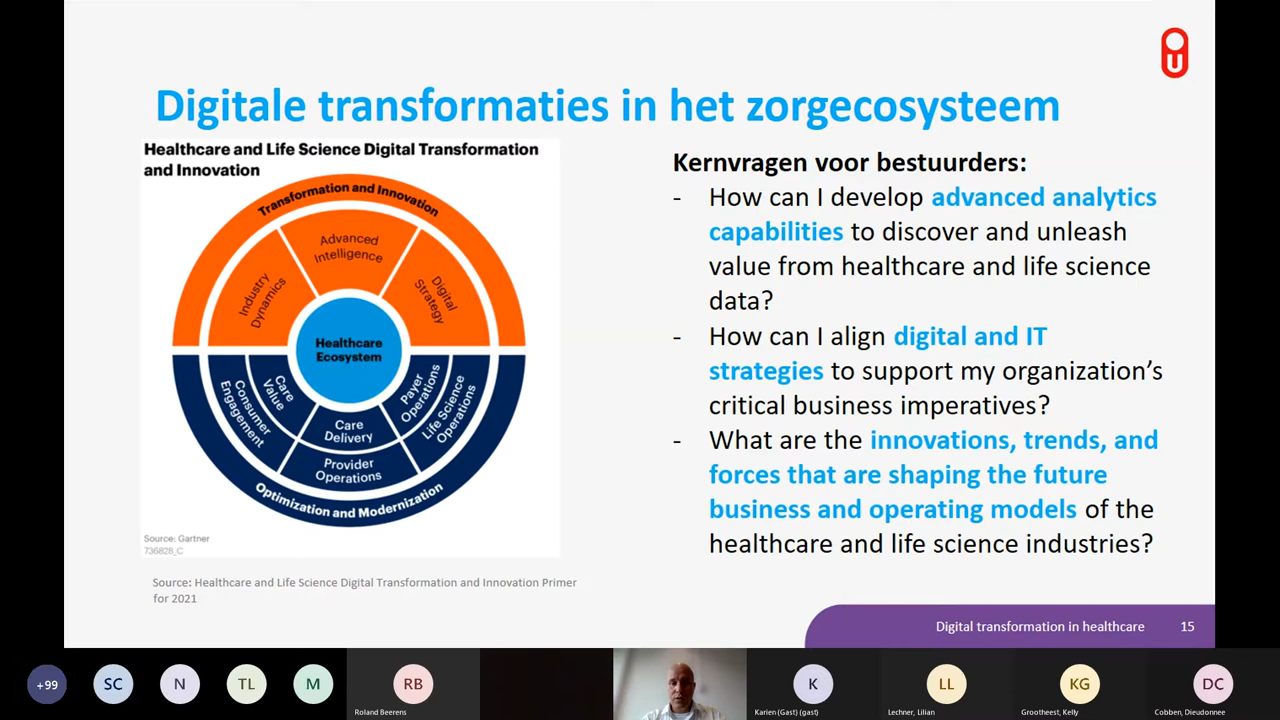 Digitale transformaties in het zorgecosysteem
Healthcare and Life Science Digital Transformation
and Innovation
Transformation and Innovation
Advanced
Intelligence
Industry
Dynamics
Digital
Strategy
Healthcare
Ecosystem
Care
Value
Consumer
Engagement
Care
Delivery
Provider
Operations
Payer
Operations
Life Science
Operations
Optimization and Modernization
Source: Gartner
736828_C
Source: Healthcare and Life Science Digital Transformation and Innovation Primer
for 2021
Kernvragen voor bestuurders:
- How can I develop advanced analytics
capabilities to discover and unleash
value from healthcare and life science
data?
- How can I align digital and IT
strategies to support my organization’s
critical business imperatives?
- What are the innovations, trends, and
forces that are shaping the future
business and operating models of the
healthcare and life science industries?
Digital transformation in healthcare 15
+99 SC N TL M RB K LL KG DC
Roland Beerens Karien (Gast) (gast) Lechner, Lilian Grootheest, Kelly Cobben, Dieudonnee